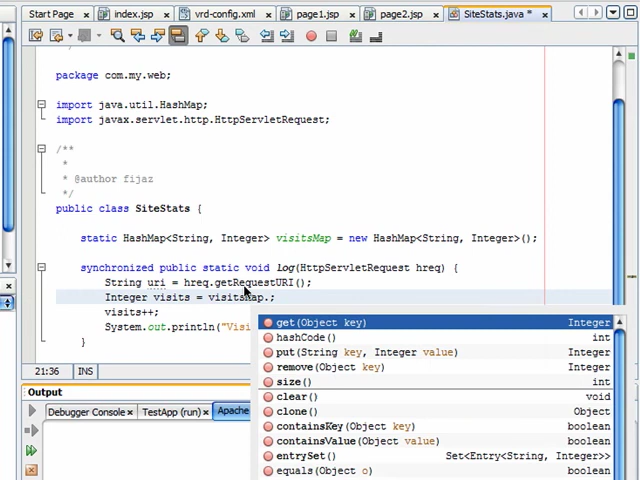 Start Page index.jsp vrd-config.xml page1.jsp page2.jsp SiteStats.java *
package com.my.web;
import java.util.HashMap;
import javax.servlet.http.HttpServletRequest;
/**
*
* @author fijaz
*/
public class SiteStats {
static HashMap<String, Integer> visitsMap = new HashMap<String, Integer>();
synchronized public static void log(HttpServletRequest hreq) {
String uri = hreq.getRequestURI();
Integer visits = visitsMap.;
visits++;
System.out.println("Visi
}
get(Object key) Integer
hashCode() int
put(String key, Integer value) Integer
remove(Object key) Integer
size() int
clear() void
clone() Object
containsKey(Object key) boolean
containsValue(Object value) boolean
entrySet() Set<Entry<String, Integer>>
equals(Object o) boolean
21:36 INS
Output
Debugger Console TestApp (run) Apache